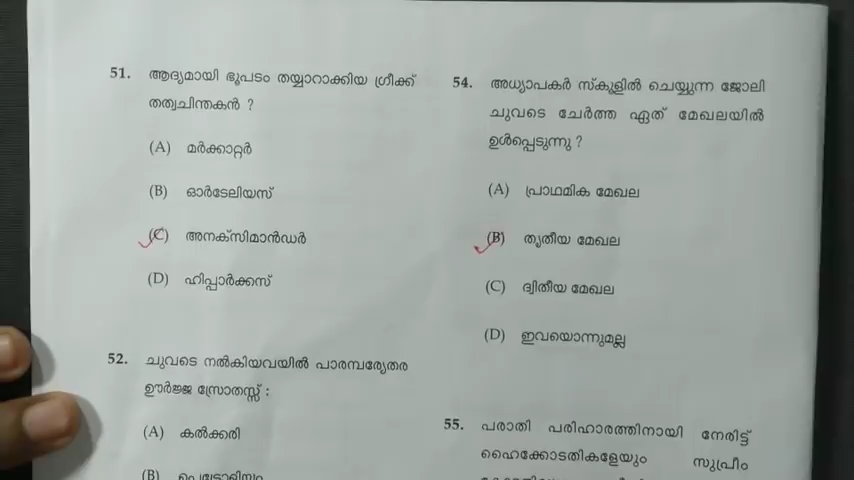 51. ആദ്യമായി ഭൂപടം തയ്യാറാക്കിയ ഗ്രീക്ക്
തത്വചിന്തകൻ ?
(A) മർക്കാറ്റർ
(B) ഓർടേലിയസ്
(C) അനക്സിമാൻഡർ
(D) ഹിപ്പാർക്കസ്
52. ചുവടെ നൽകിയവയിൽ പാരമ്പര്യേതര
ഊർജ്ജ സ്രോതസ്സ് :
(A) കൽക്കരി
(B)
54. അധ്യാപകർ സ്കൂളിൽ ചെയ്യുന്ന ജോലി
ചുവടെ ചേർത്ത ഏത് മേഖലയിൽ
ഉൾപ്പെടുന്നു ?
(A) പ്രാഥമിക മേഖല
(B) തൃതീയ മേഖല
(C) ദ്വിതീയ മേഖല
(D) ഇവയൊന്നുമല്ല
55. പരാതി പരിഹാരത്തിനായി നേരിട്ട്
ഹൈക്കോടതികളേയും സുപ്രീം